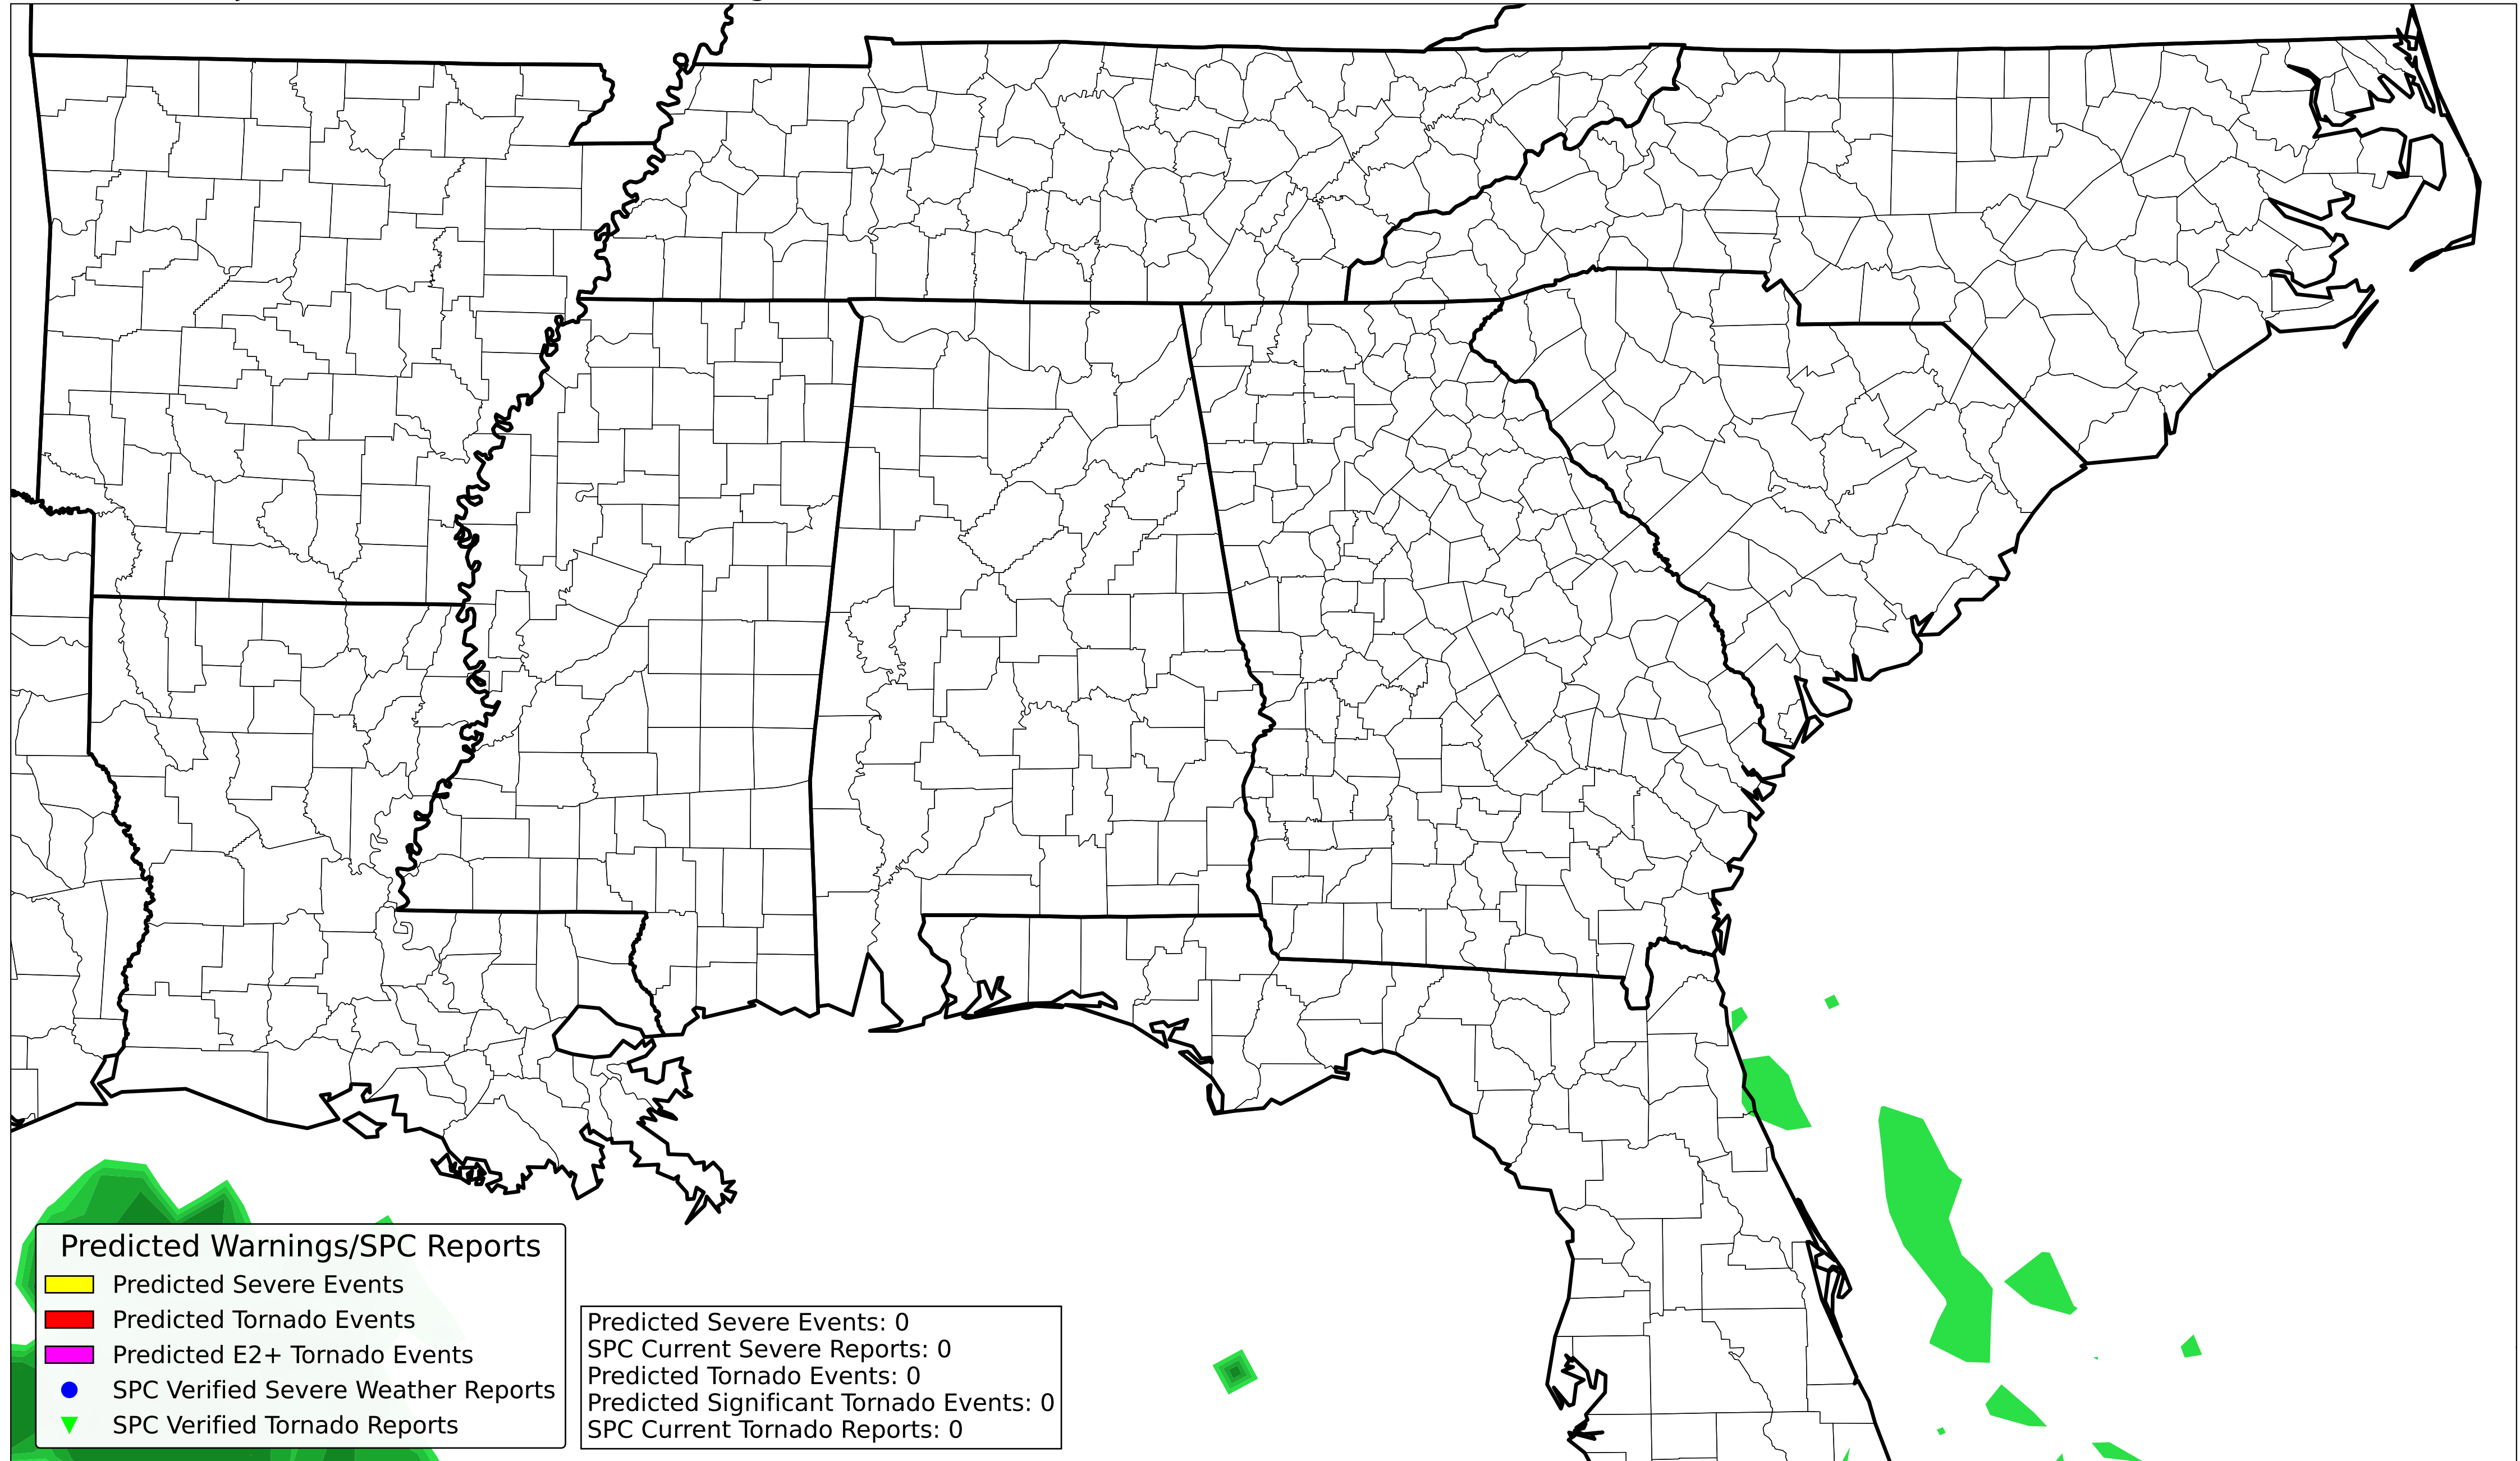 Predicted Warnings/SPC Reports
Predicted Severe Events
Predicted Tornado Events
Predicted E2+ Tornado Events
SPC Verified Severe Weather Reports
SPC Verified Tornado Reports
Predicted Severe Events: 0
SPC Current Severe Reports: 0
Predicted Tornado Events: 0
Predicted Significant Tornado Events: 0
SPC Current Tornado Reports: 0